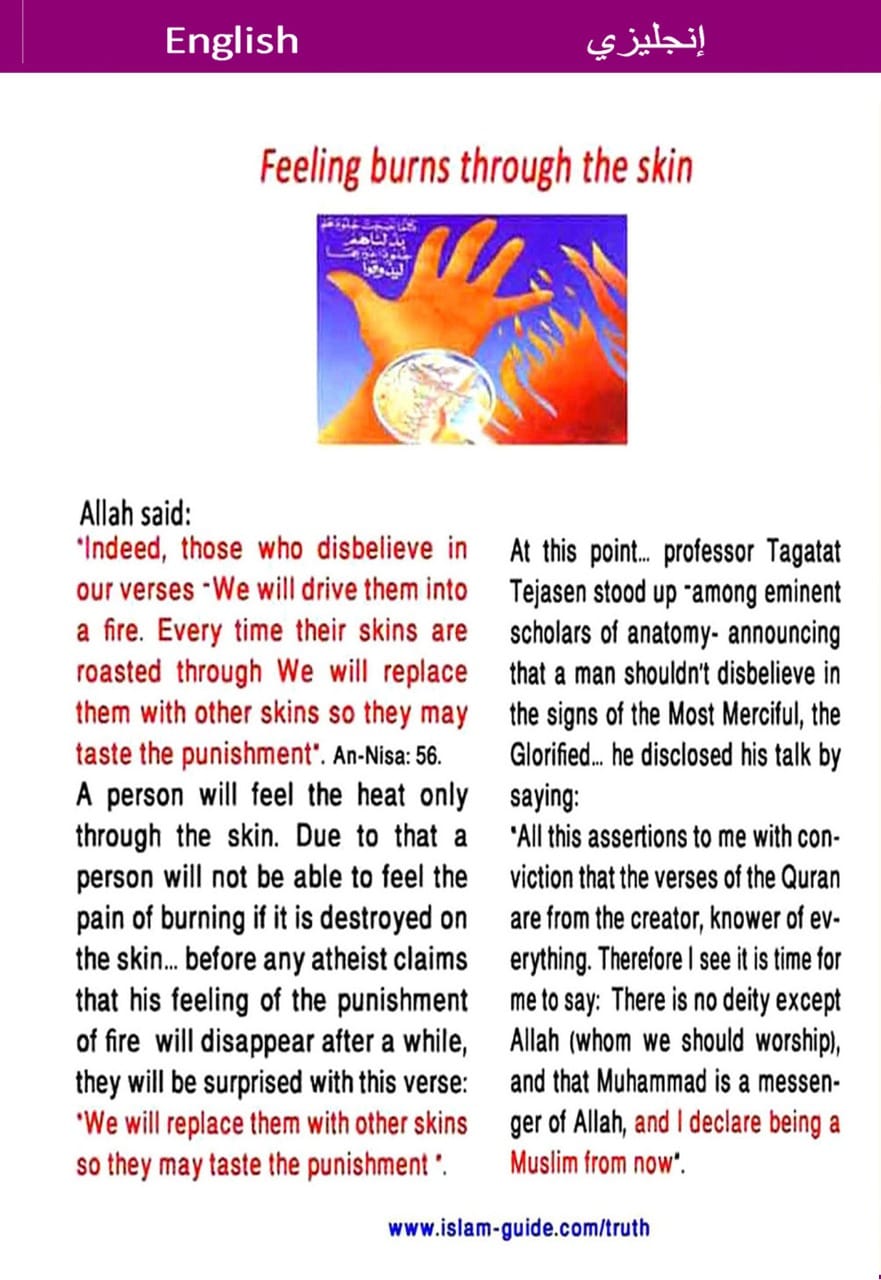 English
إنجليزي
Feeling burns through the skin
بدلناهم
ليذوقوا
Allah said:
"Indeed, those who disbelieve in
our verses -We will drive them into
a fire. Every time their skins are
roasted through We will replace
them with other skins so they may
taste the punishment". An-Nisa: 56.
A person will feel the heat only
through the skin. Due to that a
person will not be able to feel the
pain of burning if it is destroyed on
the skin... before any atheist claims
that his feeling of the punishment
of fire will disappear after a while,
they will be surprised with this verse:
"We will replace them with other skins
so they may taste the punishment ".
At this point... professor Tagatat
Tejasen stood up -among eminent
scholars of anatomy- announcing
that a man shouldn't disbelieve in
the signs of the Most Merciful, the
Glorified... he disclosed his talk by
saying:
"All this assertions to me with con-
viction that the verses of the Quran
are from the creator, knower of ev-
erything. Therefore I see it is time for
me to say: There is no deity except
Allah (whom we should worship),
and that Muhammad is a messen-
ger of Allah, and I declare being a
Muslim from now".
www.islam-guide.com/truth